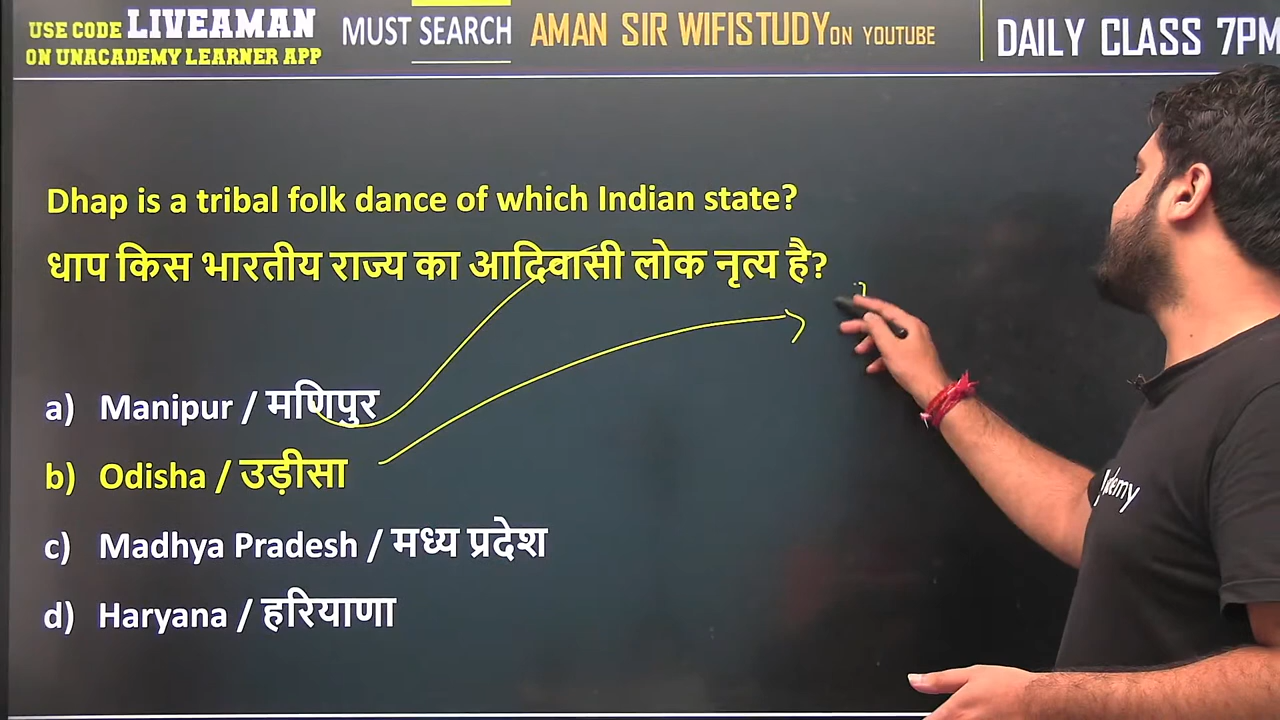 USE CODE LIVEAMAN
ON UNACADEMY LEARNER APP
MUST SEARCH
AMAN SIR WIFISTUDY ON YOUTUBE
DAILY CLASS 7PM
Dhap is a tribal folk dance of which Indian state?
धाप किस भारतीय राज्य का आदिवासी लोक नृत्य है?
a) Manipur / मणिपुर
b) Odisha / उड़ीसा
c) Madhya Pradesh / मध्य प्रदेश
d) Haryana / हरियाणा